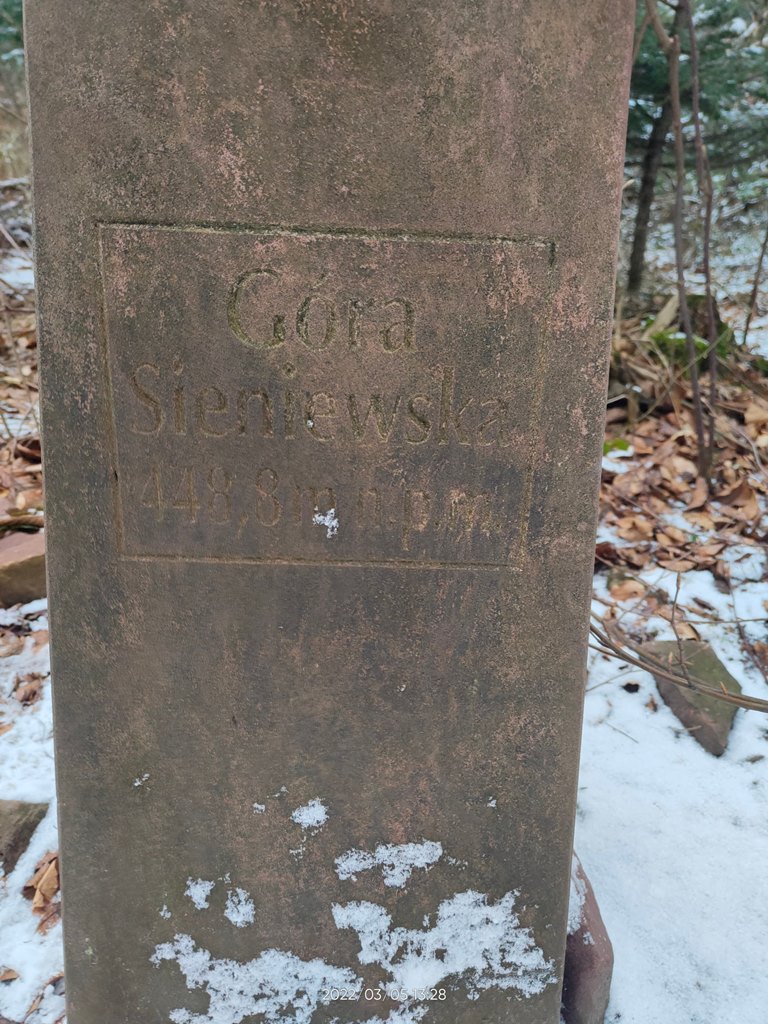 Góra
Sieniewska
448.8 m n.p.m
2022/03/05 13:28